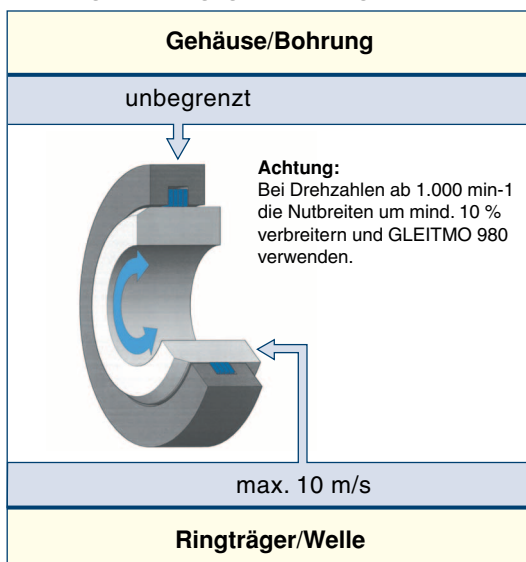 Gehäuse/Bohrung
unbegrenzt
Achtung:
Bei Drehzahlen ab 1.000 min-1
die Nutbreiten um mind. 10 %
verbreitern und GLEITMO 980
verwenden.
max. 10 m/s
Ringträger/Welle